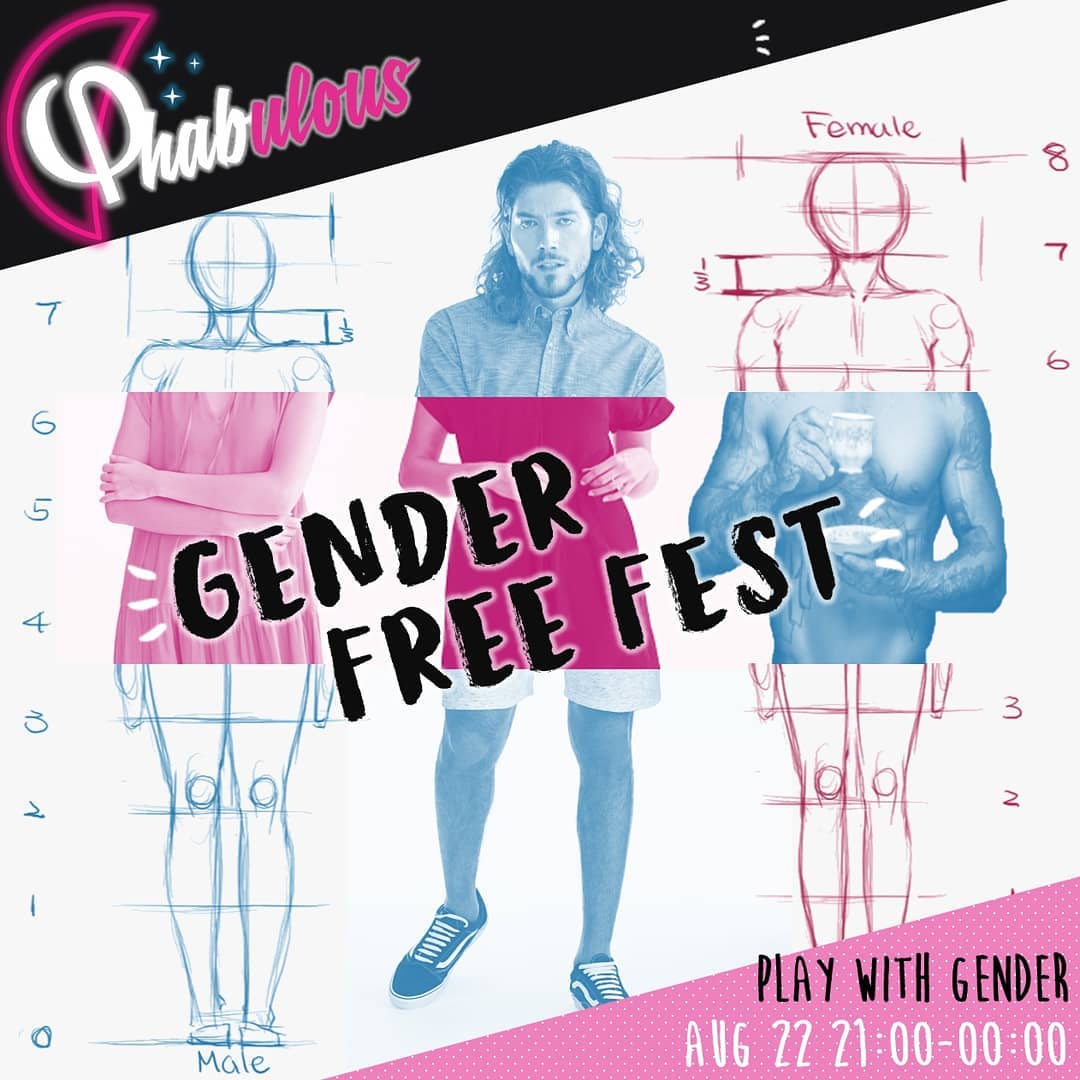 Phabulous
Female
8
7
1/3
6
7
1/3
6
5
4
GENDER
FREE FEST
3
2
1
0
Male
3
2
PLAY WITH GENDER
AUG 22 21:00-00:00